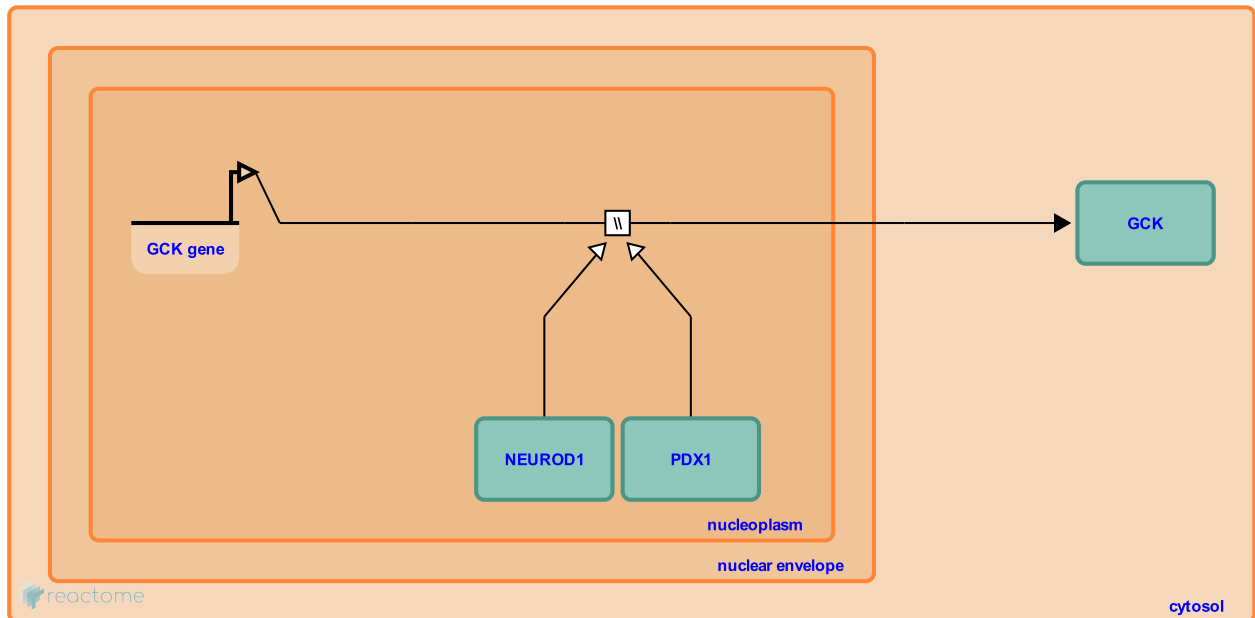 GCK gene
\\
GCK
NEUROD1
PDX1
nucleoplasm
nuclear envelope
reactome
cytosol